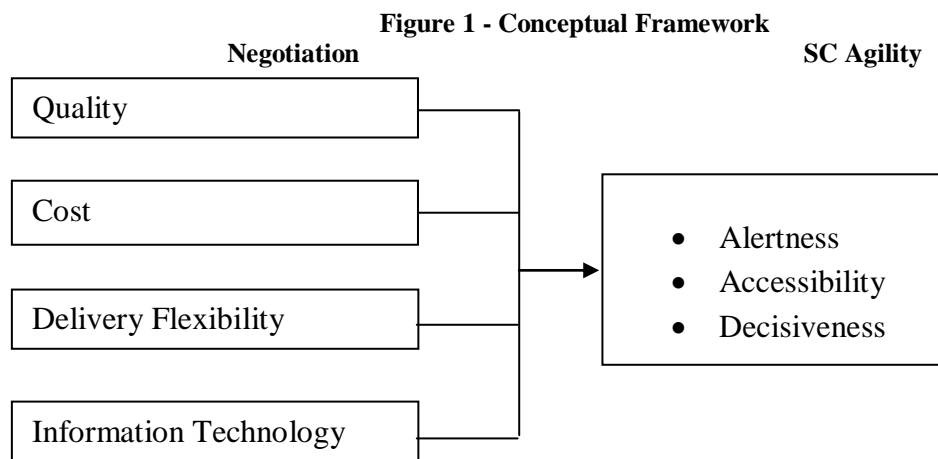 Figure 1 - Conceptual Framework
Negotiation
SC Agility
Quality
Cost
Delivery Flexibility
Information Technology
• Alertness
• Accessibility
• Decisiveness